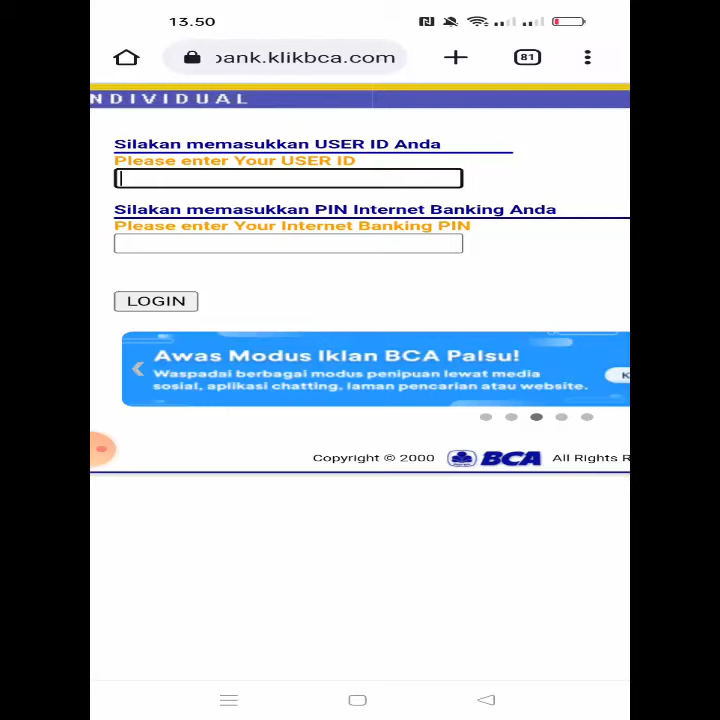 13.50
bank.klikbca.com
81
NDIVIDUAL
Silakan memasukkan USER ID Anda
Please enter Your USER ID
Silakan memasukkan PIN Internet Banking Anda
Please enter Your Internet Banking PIN
LOGIN
Awas Modus Iklan BCA Palsu!
Waspadai berbagai modus penipuan lewat media
sosial, aplikasi chatting, laman pencarian atau website.
K
Copyright © 2000 BCA All Rights R